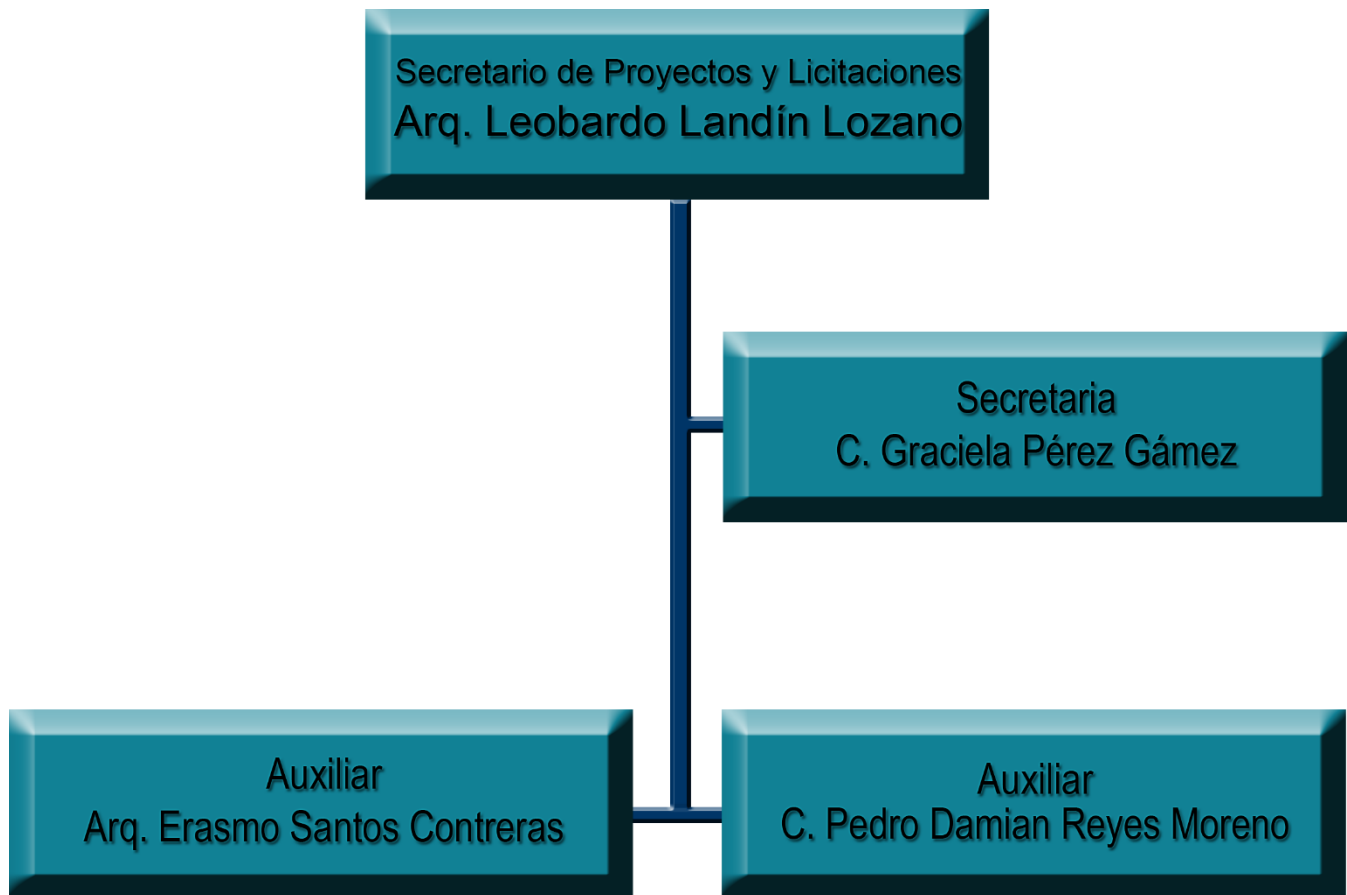 Secretario de Proyectos y Licitaciones
Arq. Leobardo Landín Lozano
Secretaria
C. Graciela Pérez Gámez
Auxiliar
Arq. Erasmo Santos Contreras
Auxiliar
C. Pedro Damian Reyes Moreno